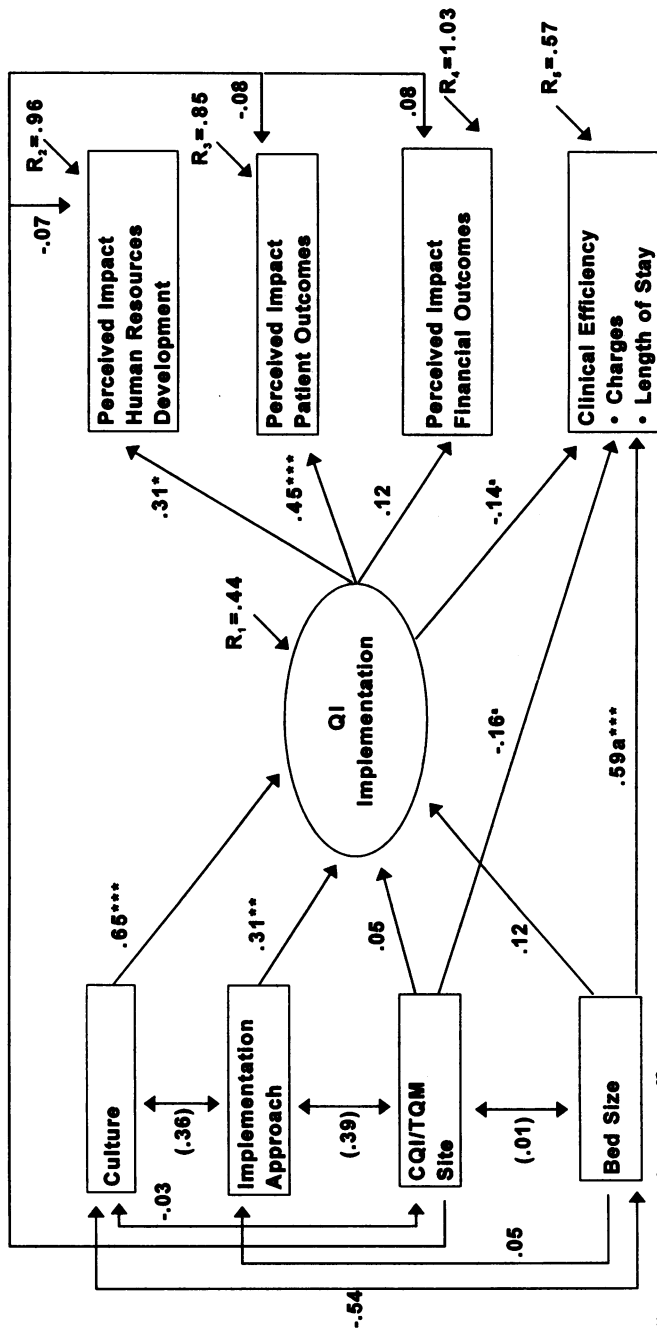 Culture
(.36)
Implementation
Approach
(.39)
CQI/TQM
Site
(.01)
Bed Size
-.03
.05
-.54
.65***
.31**
.05
.12
R₁=.44
QI
Implementation
.31*
.45***
.12
-.14ª
-.16ª
.59a***
-.07
R₂=.96
Perceived Impact
Human Resources
Development
-.08
R₃=.85
Perceived Impact
Patient Outcomes
.08
R₄=1.03
Perceived Impact
Financial Outcomes
R₅=.57
Clinical Efficiency
• Charges
• Length of Stay